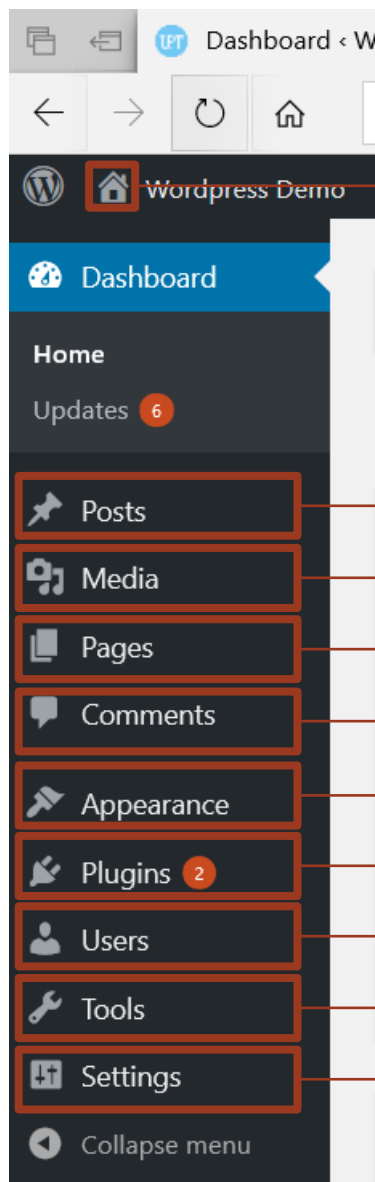 UPT Dashboard ‹ W
Wordpress Demo
Dashboard
Home
Updates 6
Posts
Media
Pages
Comments
Appearance
Plugins 2
Users
Tools
Settings
Collapse menu